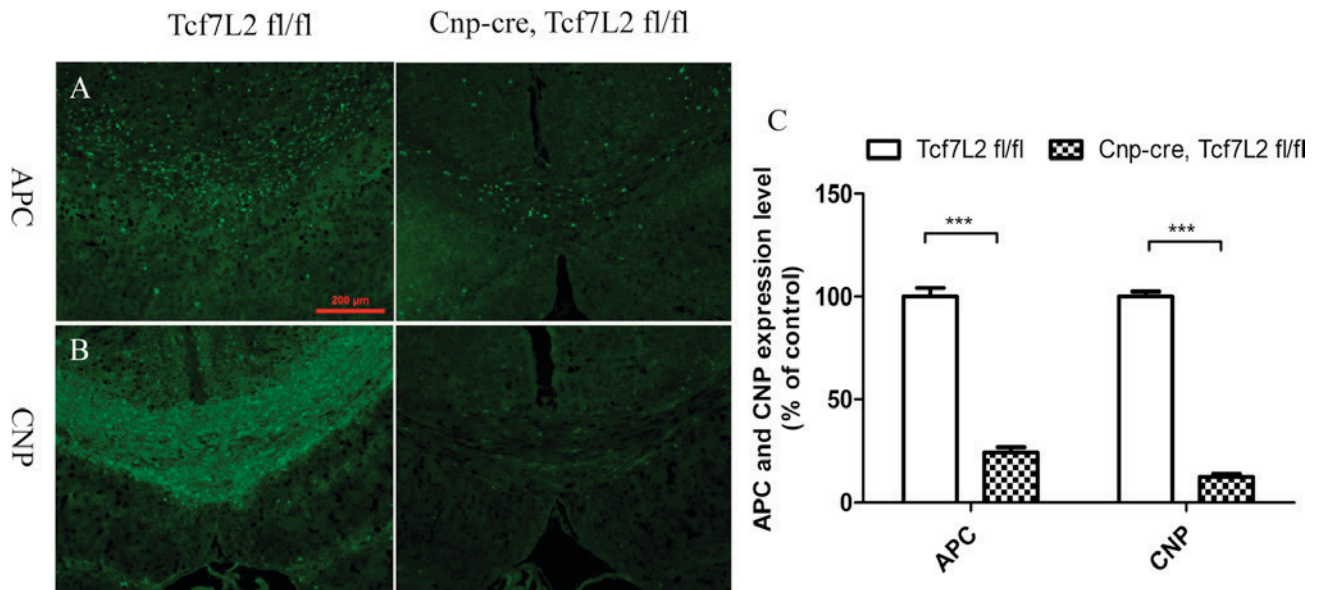 Tcf7L2 fl/fl
Cnp-cre, Tcf7L2 fl/fl
A
APC
200 µm
B
CNP
C
Tcf7L2 fl/fl
Cnp-cre, Tcf7L2 fl/fl
APC and CNP expression level
(% of control)
150
100
50
0
***
***
APC
CNP